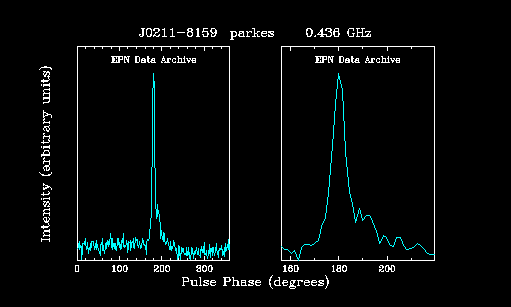 J0211-8159 parkes 0.436 GHz
EPN Data Archive EPN Data Archive
Intensity (arbitrary units)
0 100 200 300 160 180 200
Pulse Phase (degrees)